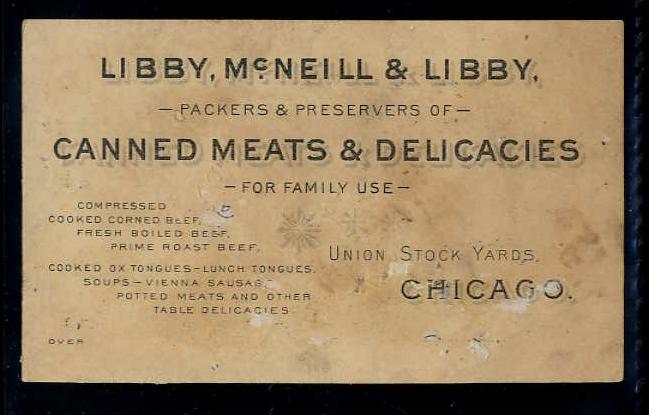 LIBBY, McNEILL & LIBBY,
— PACKERS & PRESERVERS OF —
CANNED MEATS & DELICACIES
— FOR FAMILY USE —
COMPRESSED
COOKED CORNED BEEF,
FRESH BOILED BEEF,
PRIME ROAST BEEF,
COOKED OX TONGUES – LUNCH TONGUES.
SOUPS – VIENNA SAUSAG
POTTED MEATS AND OTHER
TABLE DELICACIES
OVER
UNION STOCK YARDS,
CHICAGO.